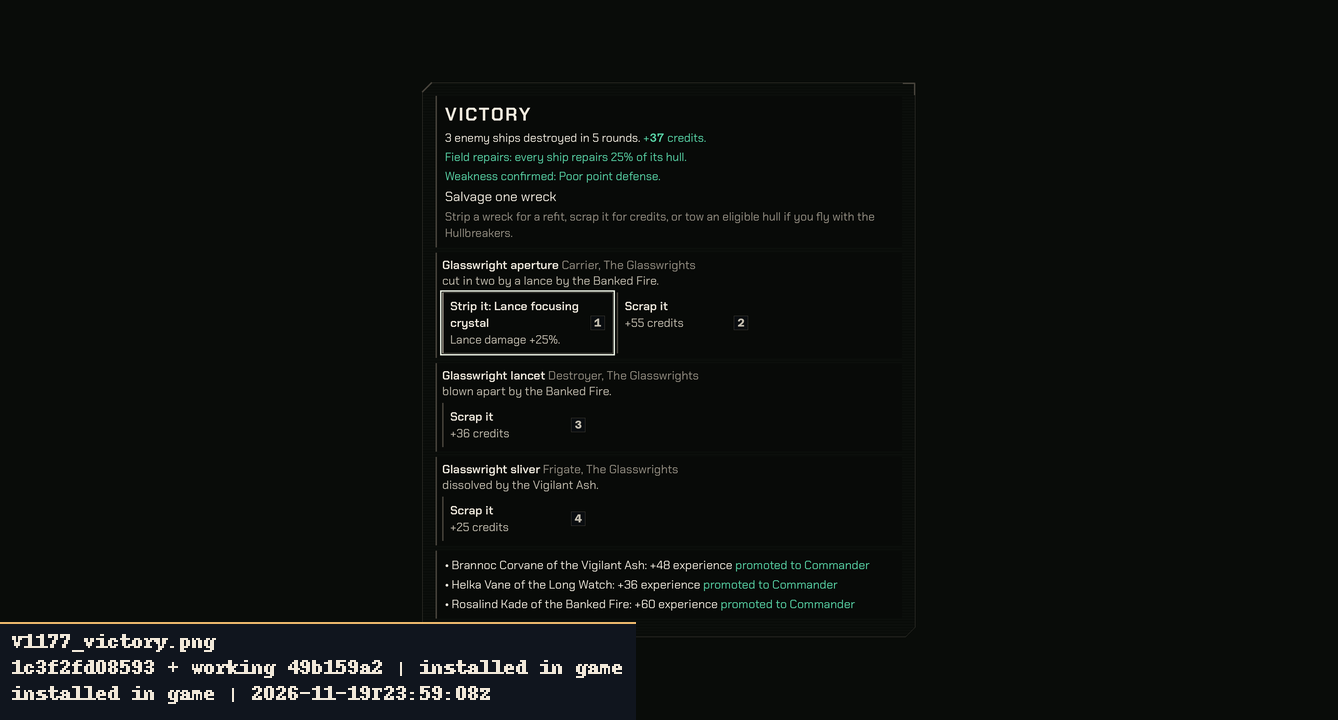 VICTORY
3 enemy ships destroyed in 5 rounds. +37 credits.
Field repairs: every ship repairs 25% of its hull.
Weakness confirmed: Poor point defense.
Salvage one wreck
Strip a wreck for a refit, scrap it for credits, or tow an eligible hull if you fly with the
Hullbreakers.
Glasswright aperture Carrier, The Glasswrights
cut in two by a lance by the Banked Fire.
Strip it: Lance focusing
crystal
1
Lance damage +25%.
Scrap it
+55 credits
2
Glasswright lancet Destroyer, The Glasswrights
blown apart by the Banked Fire.
Scrap it
+36 credits
3
Glasswright sliver Frigate, The Glasswrights
dissolved by the Vigilant Ash.
Scrap it
+25 credits
4
• Brannoc Corvane of the Vigilant Ash: +48 experience promoted to Commander
• Helka Vane of the Long Watch: +36 experience promoted to Commander
• Rosalind Kade of the Banked Fire: +60 experience promoted to Commander
V1177_victory.png
1c3f2fd08593 + working 49b159a2 | installed in game
installed in game | 2026-11-19T23:59:08Z